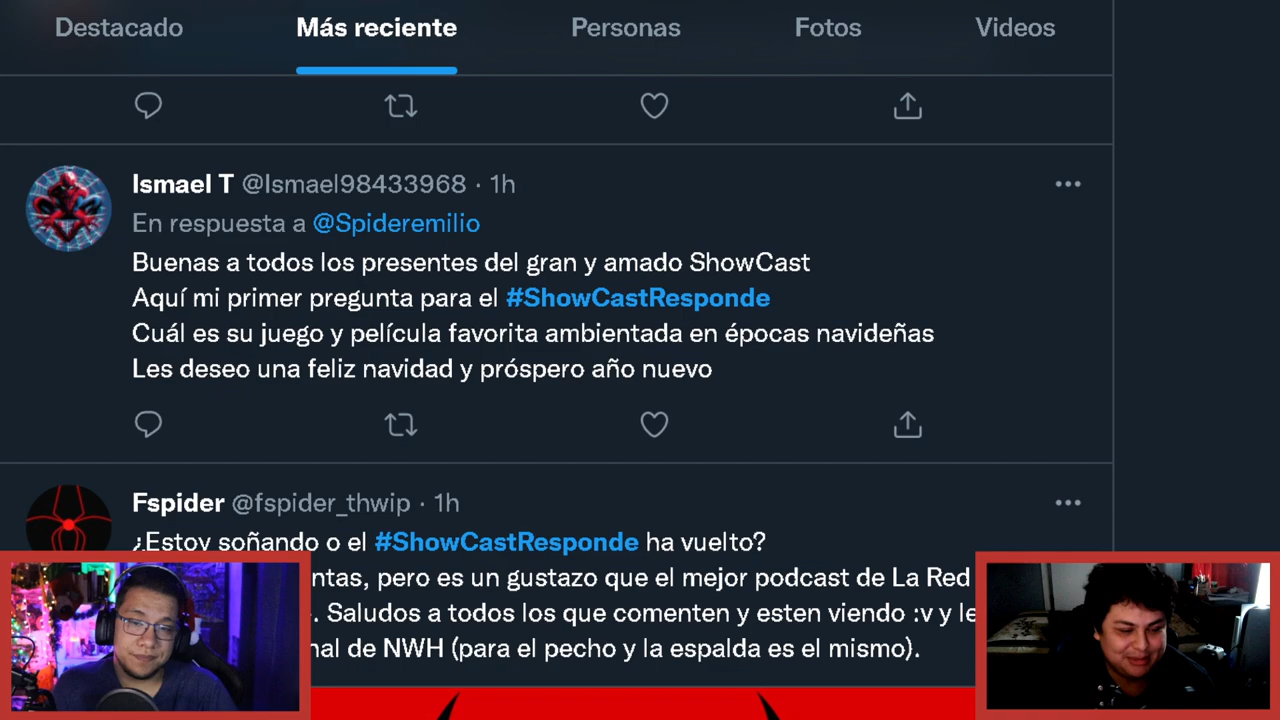 Destacado Más reciente Personas Fotos Videos
Ismael T @Ismael98433968 · 1h
En respuesta a @Spideremilio
Buenas a todos los presentes del gran y amado ShowCast
Aquí mi primer pregunta para el #ShowCastResponde
Cuál es su juego y película favorita ambientada en épocas navideñas
Les deseo una feliz navidad y próspero año nuevo
Fspider @fspider_thwip · 1h
¿Estoy soñando o el #ShowCastResponde ha vuelto?
pero es un gustazo que el mejor podcast de La Red
Saludos a todos los que comenten y esten viendo :v y
de NWH (para el pecho y la espalda es el mismo).